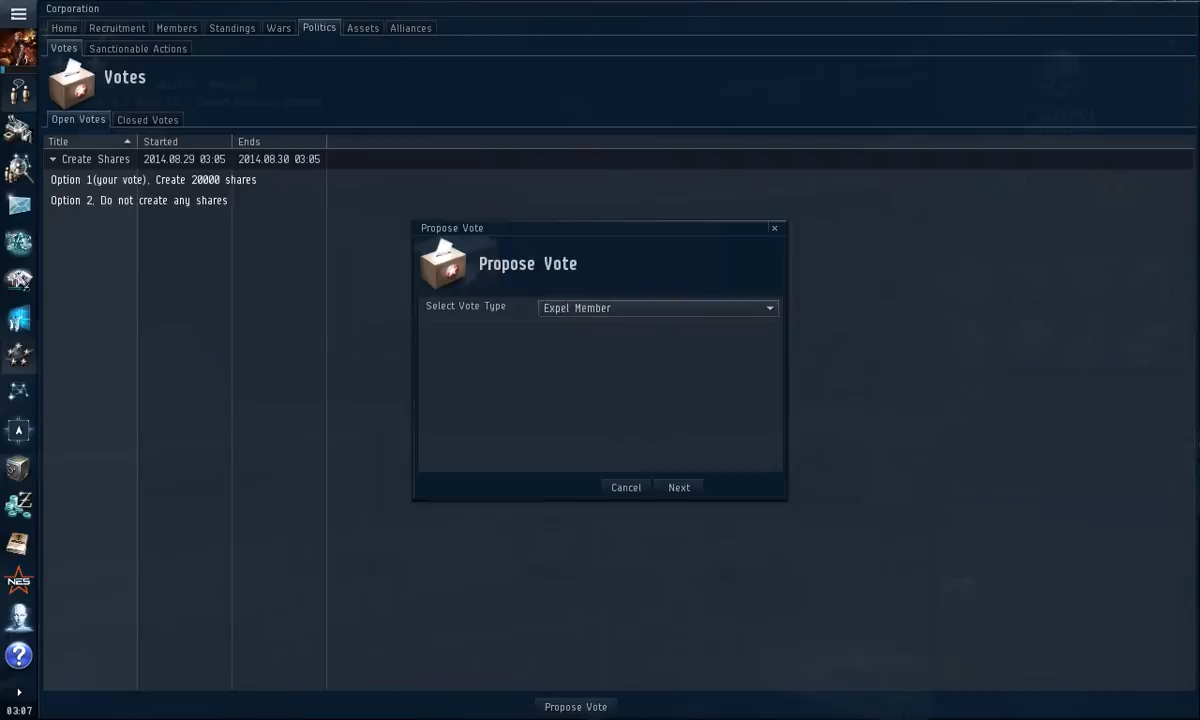 Corporation
Home Recruitment Members Standings Wars Politics Assets Alliances
Votes Sanctionable Actions
Votes
Open Votes Closed Votes
Title Started Ends
Create Shares 2014.08.29 03:05 2014.08.30 03:05
Option 1(your vote), Create 20000 shares
Option 2, Do not create any shares
Propose Vote
Propose Vote
Select Vote Type Expel Member
Cancel Next
Propose Vote
NES
03:07